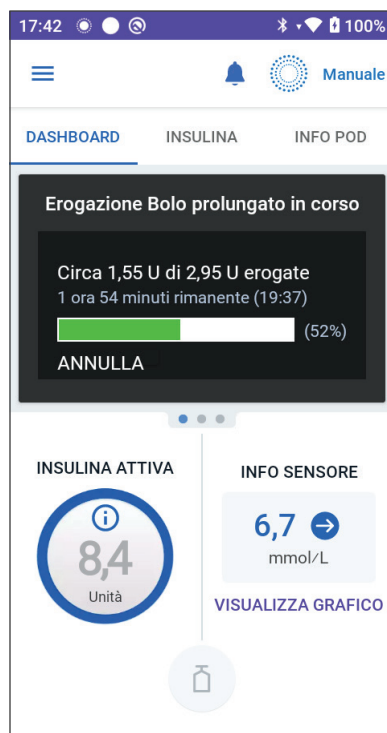 17:42 100%
Manuale
DASHBOARD INSULINA INFO POD
Erogazione Bolo prolungato in corso
Circa 1,55 U di 2,95 U erogate
1 ora 54 minuti rimanente (19:37)
(52%)
ANNULLA
INSULINA ATTIVA
8,4
Unità
INFO SENSORE
6,7
mmol/L
VISUALIZZA GRAFICO